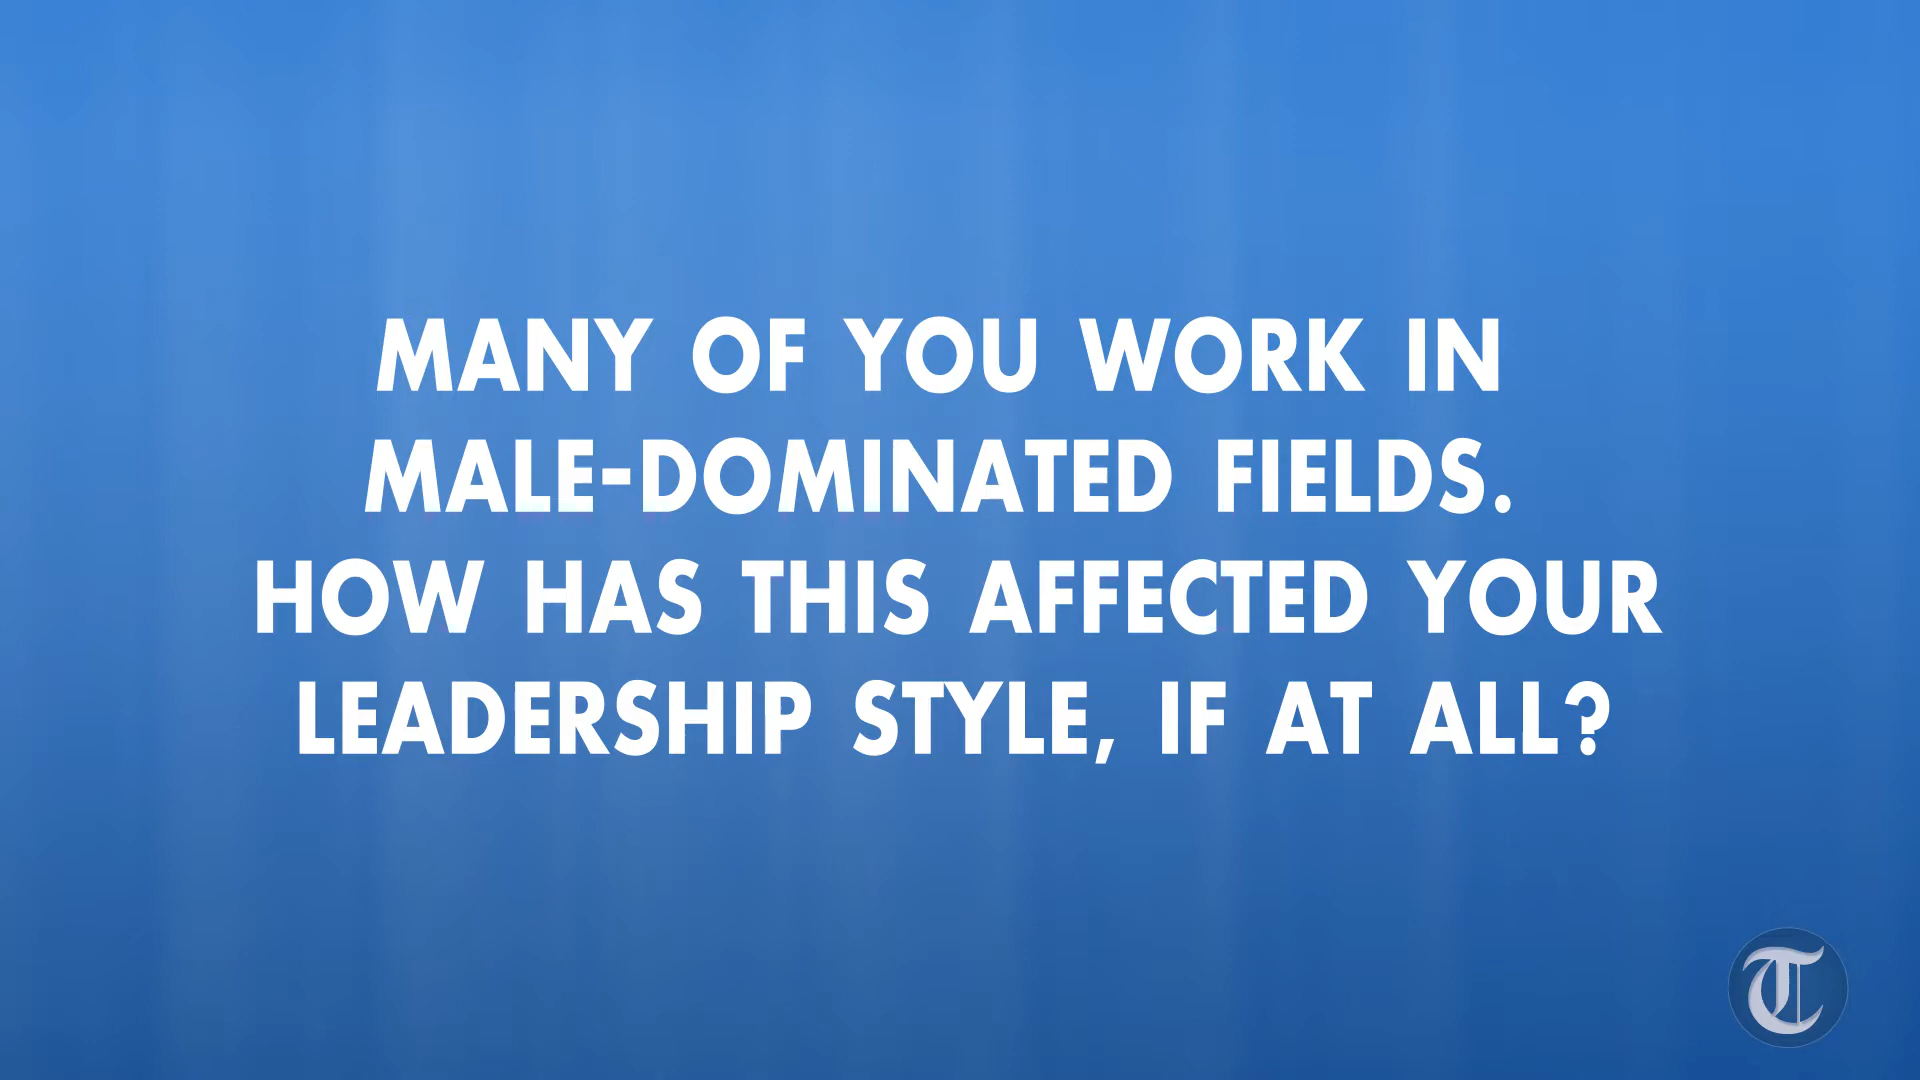 MANY OF YOU WORK IN
MALE-DOMINATED FIELDS.
HOW HAS THIS AFFECTED YOUR
LEADERSHIP STYLE, IF AT ALL?
T